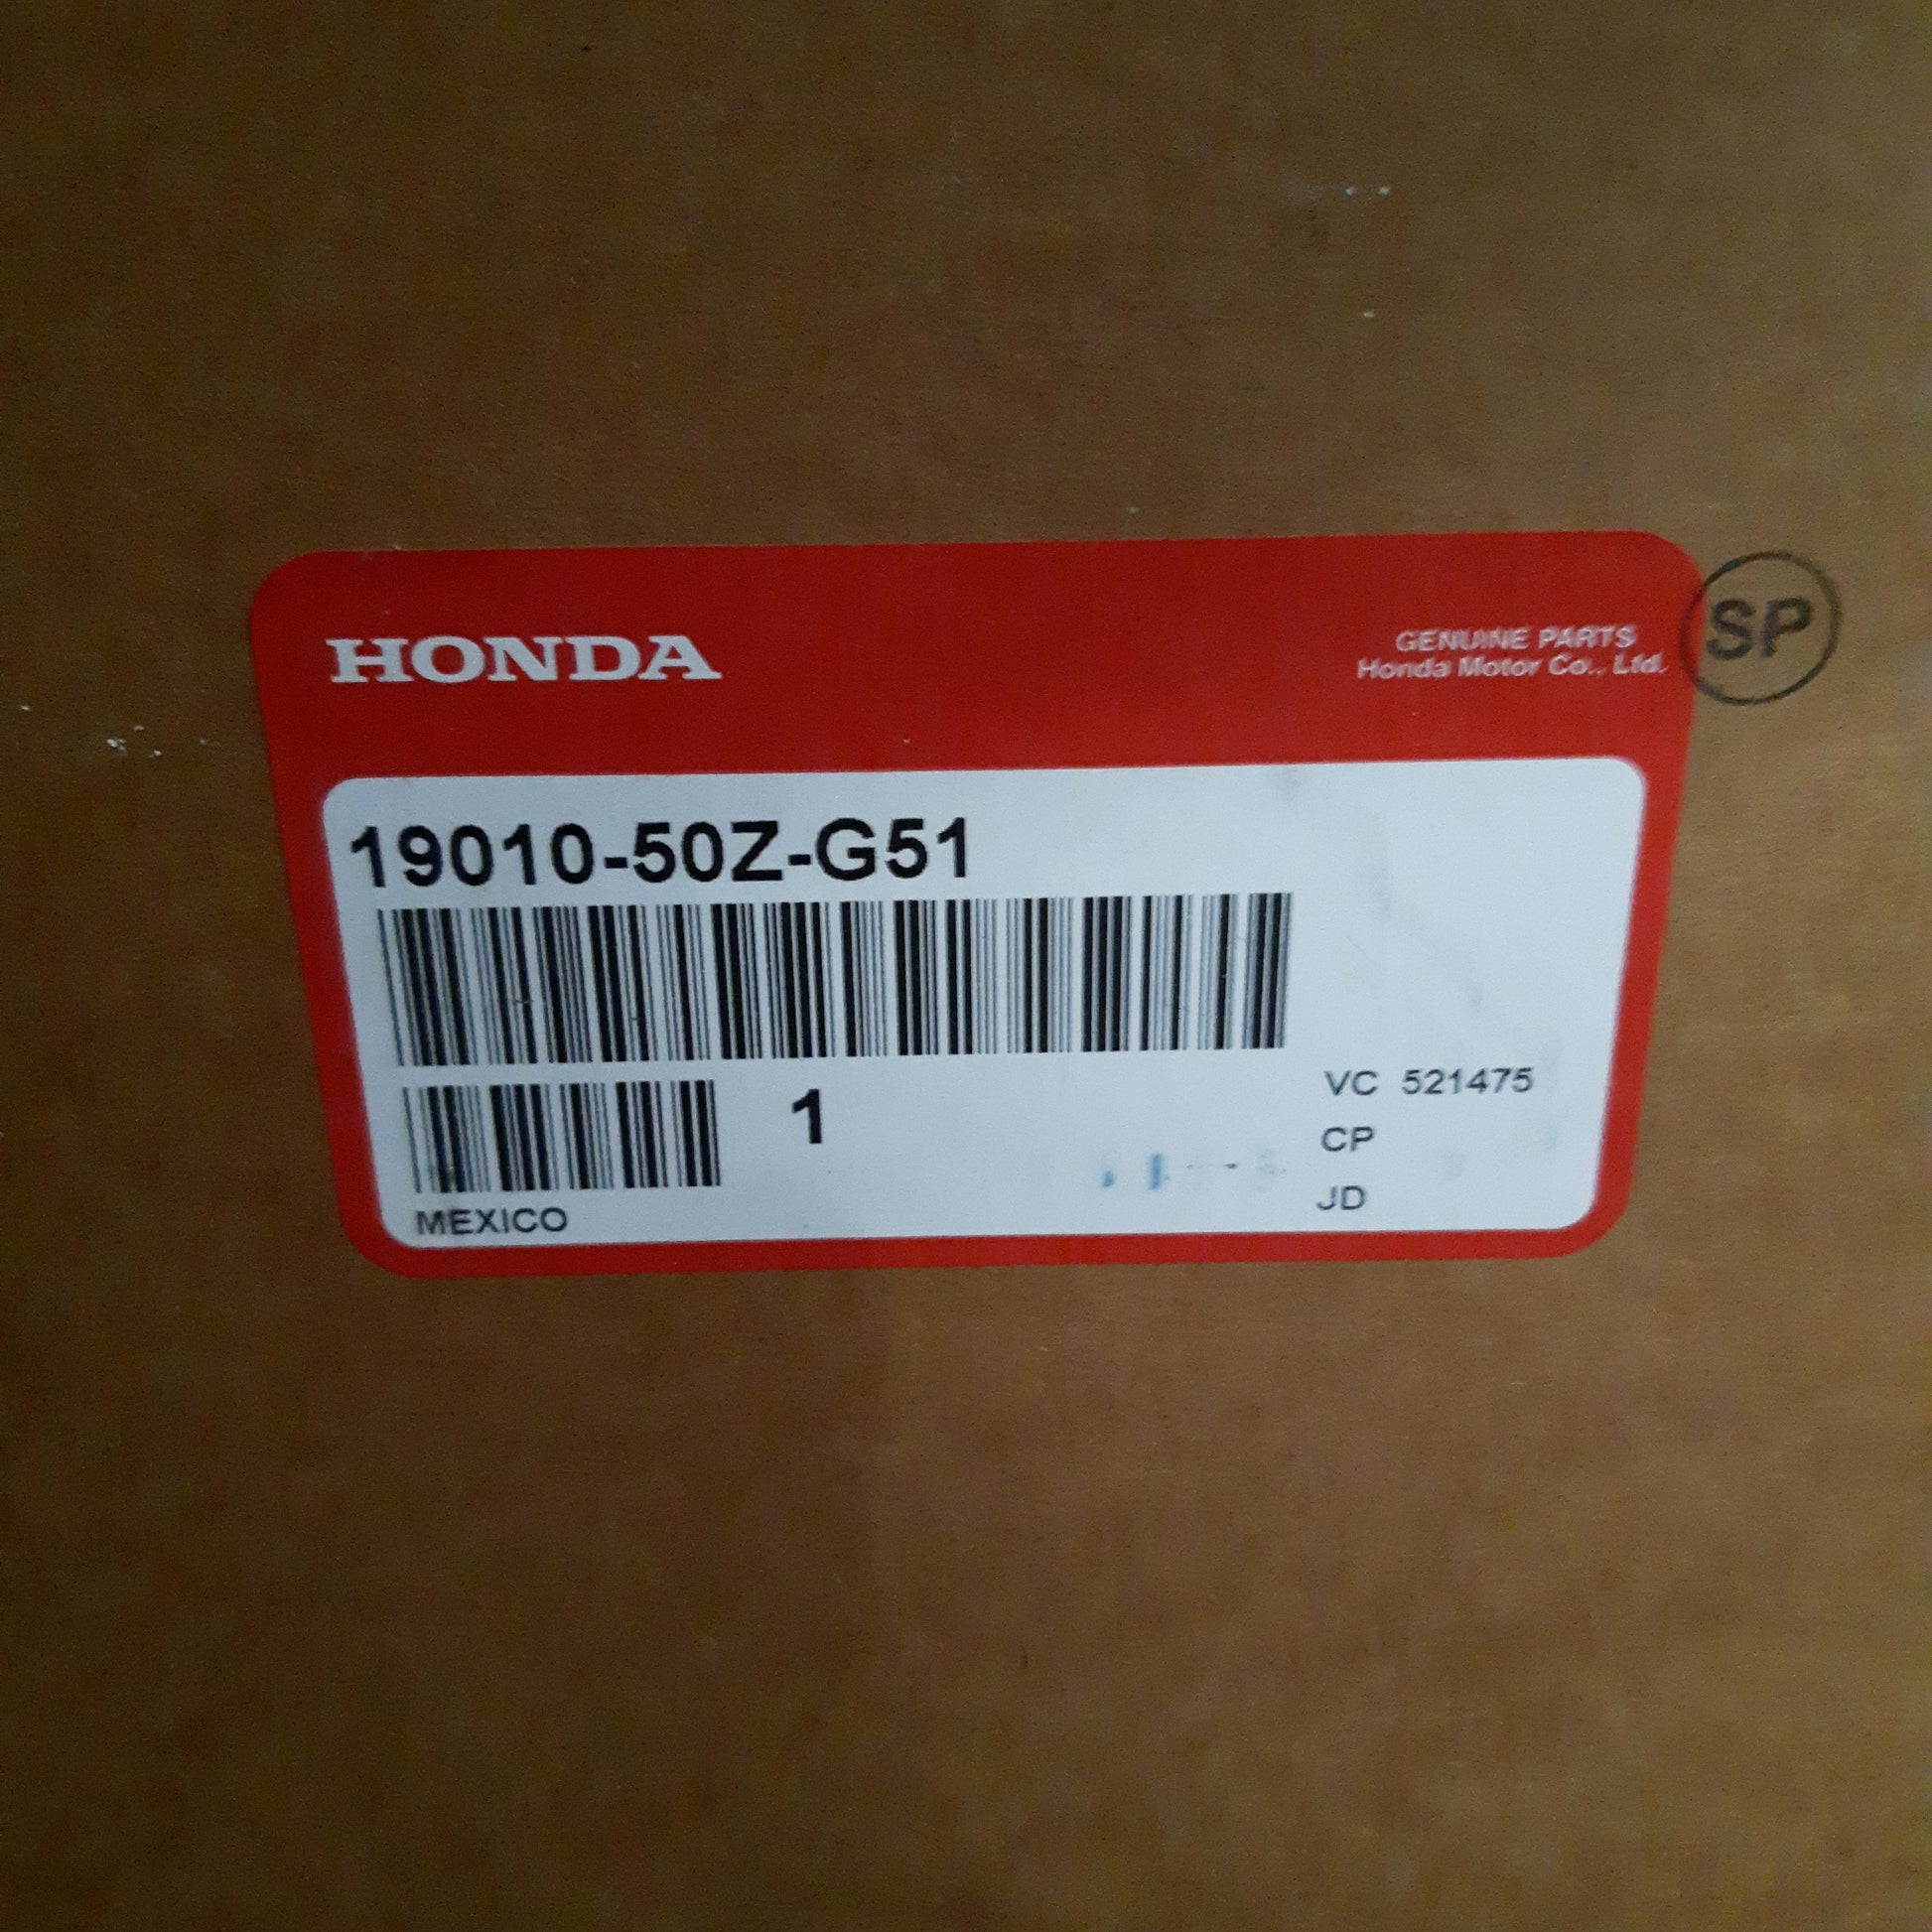 HONDA
GENUINE PARTS
Honda Motor Co., Ltd.
SP
19010-50Z-G51
1
VC 521475
CP
JD
MEXICO